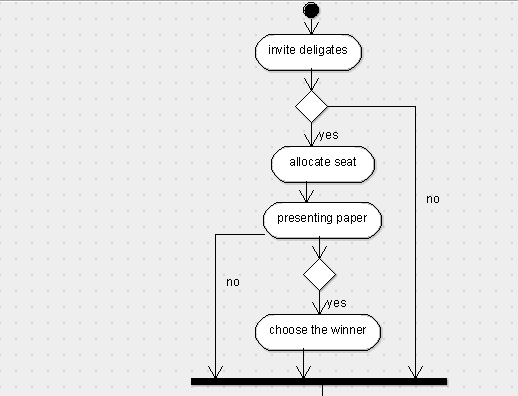 invite deligates
yes
allocate seat
no
presenting paper
no
yes
choose the winner